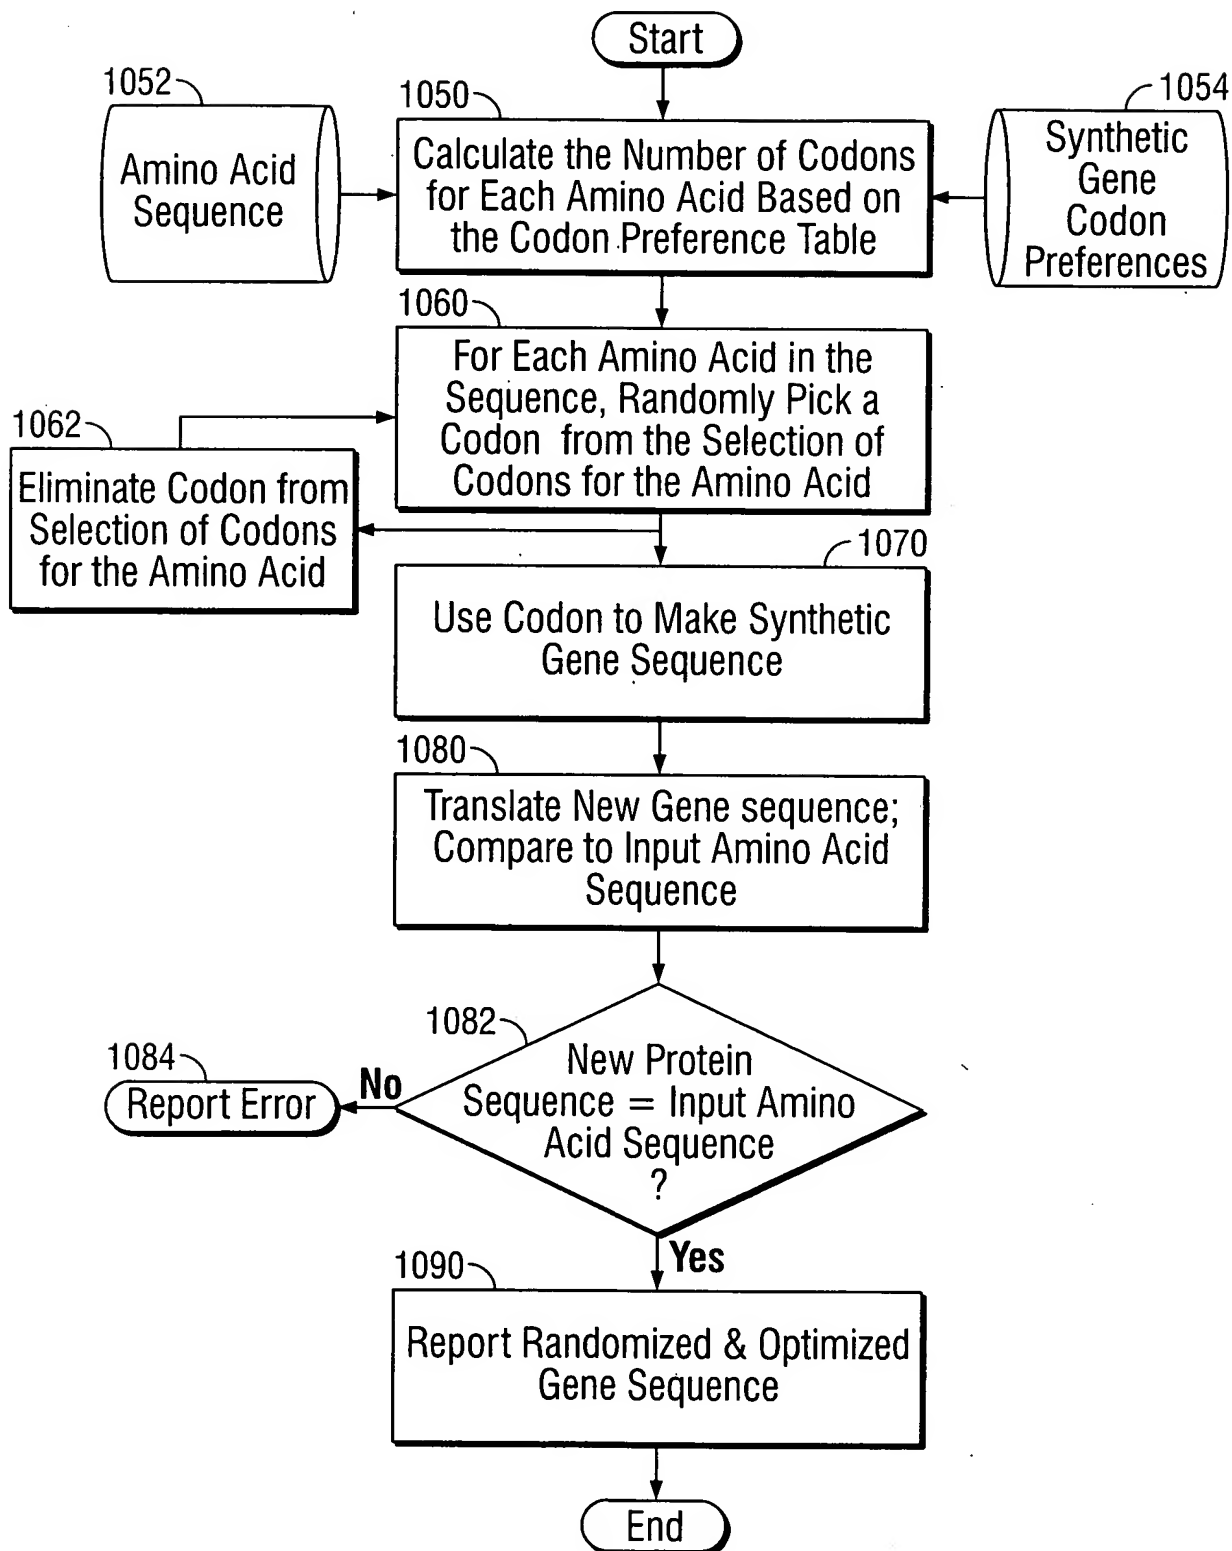 Start
1052
Amino Acid
Sequence
1050
Calculate the Number of Codons
for Each Amino Acid Based on
the Codon Preference Table
1054
Synthetic
Gene
Codon
Preferences
1060
For Each Amino Acid in the
Sequence, Randomly Pick a
Codon from the Selection of
Codons for the Amino Acid
1062
Eliminate Codon from
Selection of Codons
for the Amino Acid
1070
Use Codon to Make Synthetic
Gene Sequence
1080
Translate New Gene sequence;
Compare to Input Amino Acid
Sequence
1082
New Protein
Sequence = Input Amino
Acid Sequence
?
No
1084
Report Error
Yes
1090
Report Randomized & Optimized
Gene Sequence
End